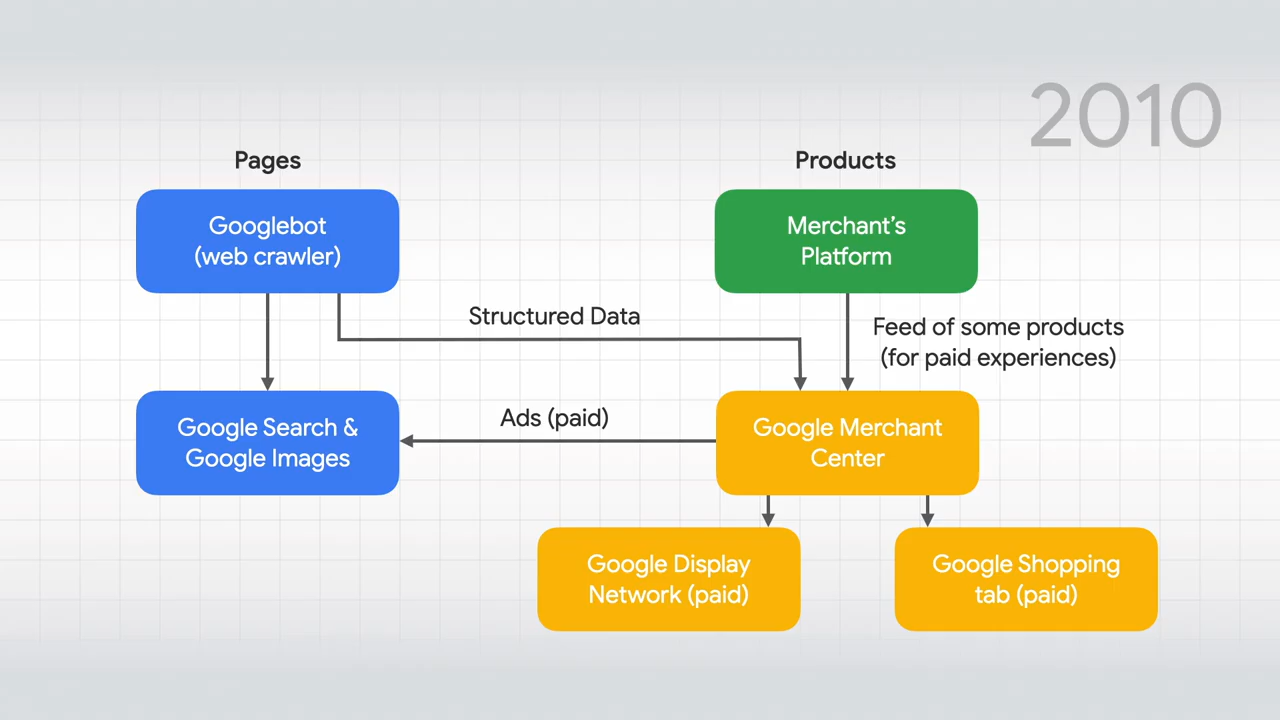 2010
Pages
Products
Googlebot
(web crawler)
Merchant’s
Platform
Structured Data
Feed of some products
(for paid experiences)
Google Search &
Google Images
Ads (paid)
Google Merchant
Center
Google Display
Network (paid)
Google Shopping
tab (paid)